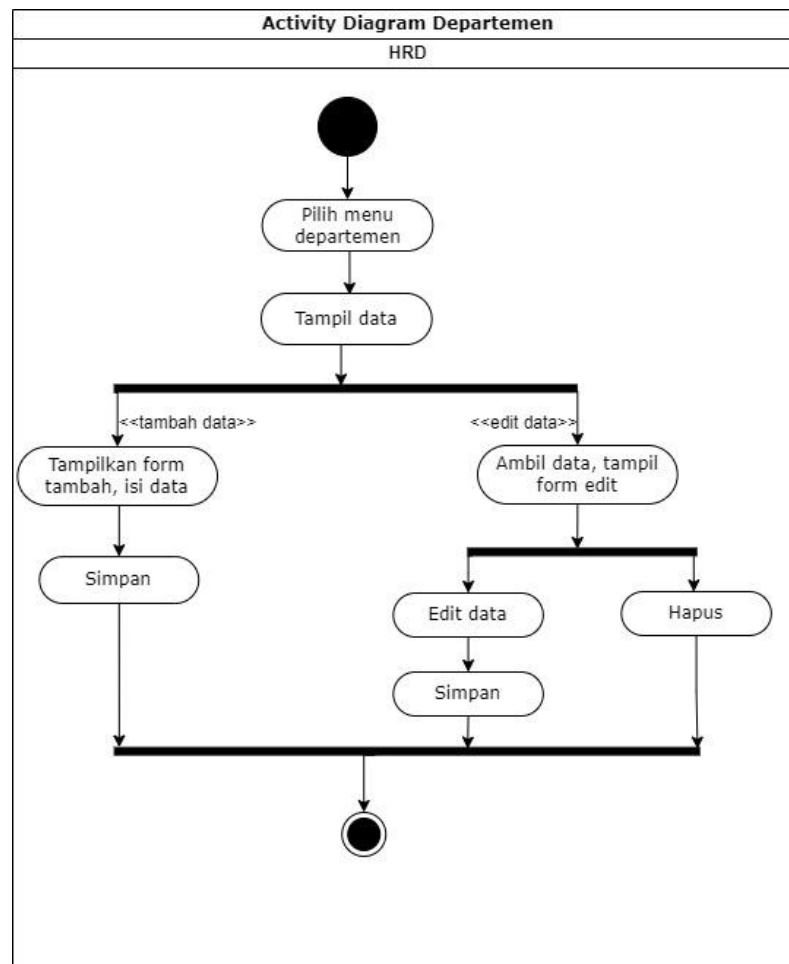 Activity Diagram Departemen
HRD
Pilih menu
departemen
Tampil data
<<tambah data>>
<<edit data>>
Tampilkan form
tambah, isi data
Ambil data, tampil
form edit
Simpan
Edit data
Hapus
Simpan